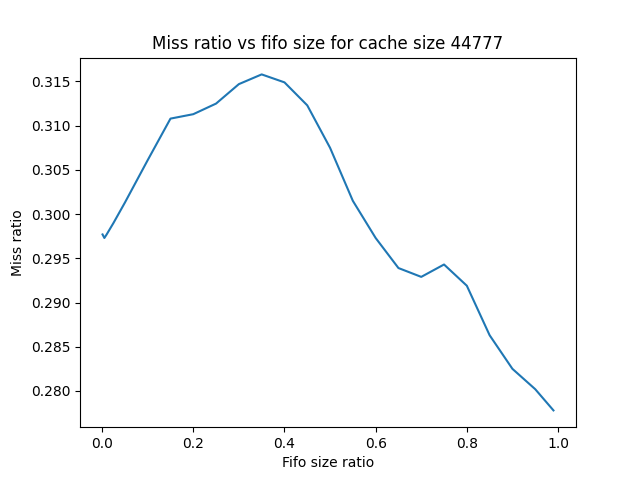 Miss ratio vs fifo size for cache size 44777
0.315
0.310
0.305
0.300
0.295
0.290
0.285
0.280
Miss ratio
0.0 0.2 0.4 0.6 0.8 1.0
Fifo size ratio